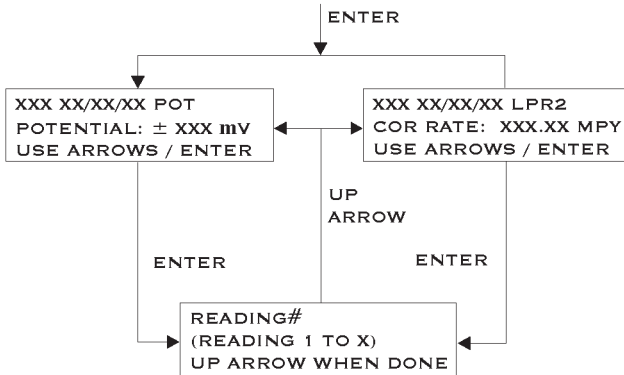 ENTER
XXX XX/XX/XX POT
POTENTIAL: ± XXX mV
USE ARROWS / ENTER
XXX XX/XX/XX LPR2
COR RATE: XXX.XX MPY
USE ARROWS / ENTER
UP
ARROW
ENTER
ENTER
READING#
(READING 1 TO X)
UP ARROW WHEN DONE